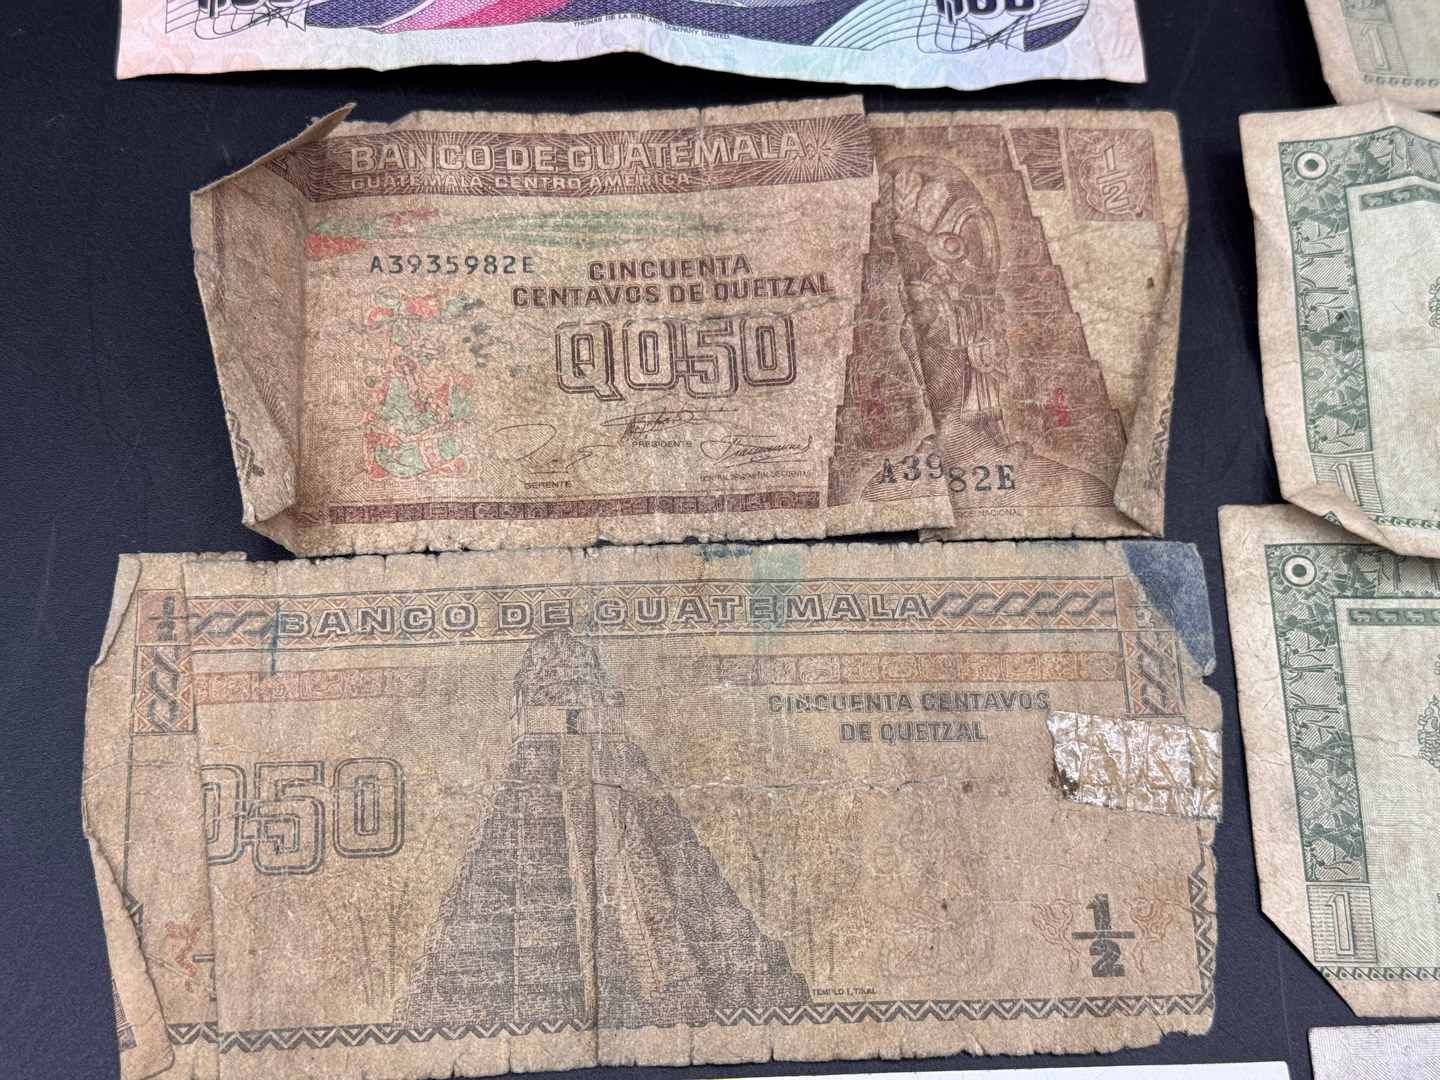 THOMAS DE LA RUE AND COMPANY LIMITED.
BANCO DE GUATEMALA
GUATEMALA, CENTRO AMERICA
1/2
A3935982E
CINCUENTA
CENTAVOS DE QUETZAL
Q0.50
PRESIDENTE
GERENTE
A39
82E
NACIONAL
BANCO DE GUATEMALA
CINCUENTA CENTAVOS
DE QUETZAL
0.50
1/2
TEMPLO I, TIKAL
1
1
1